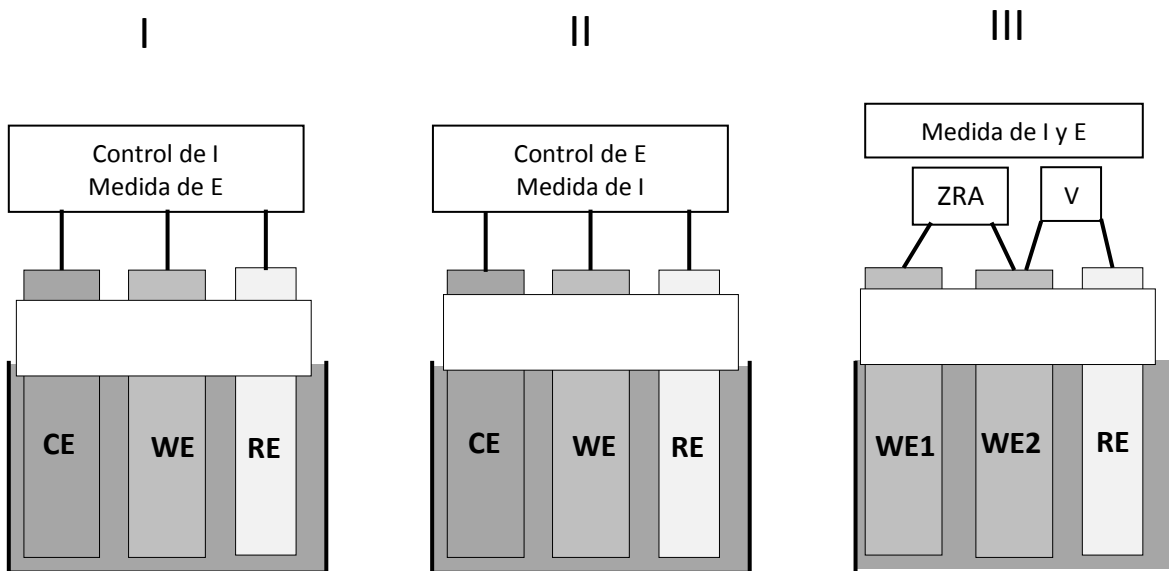 I
II
III
Control de I
Medida de E
Control de E
Medida de I
Medida de I y E
ZRA
V
CE
WE
RE
CE
WE
RE
WE1
WE2
RE